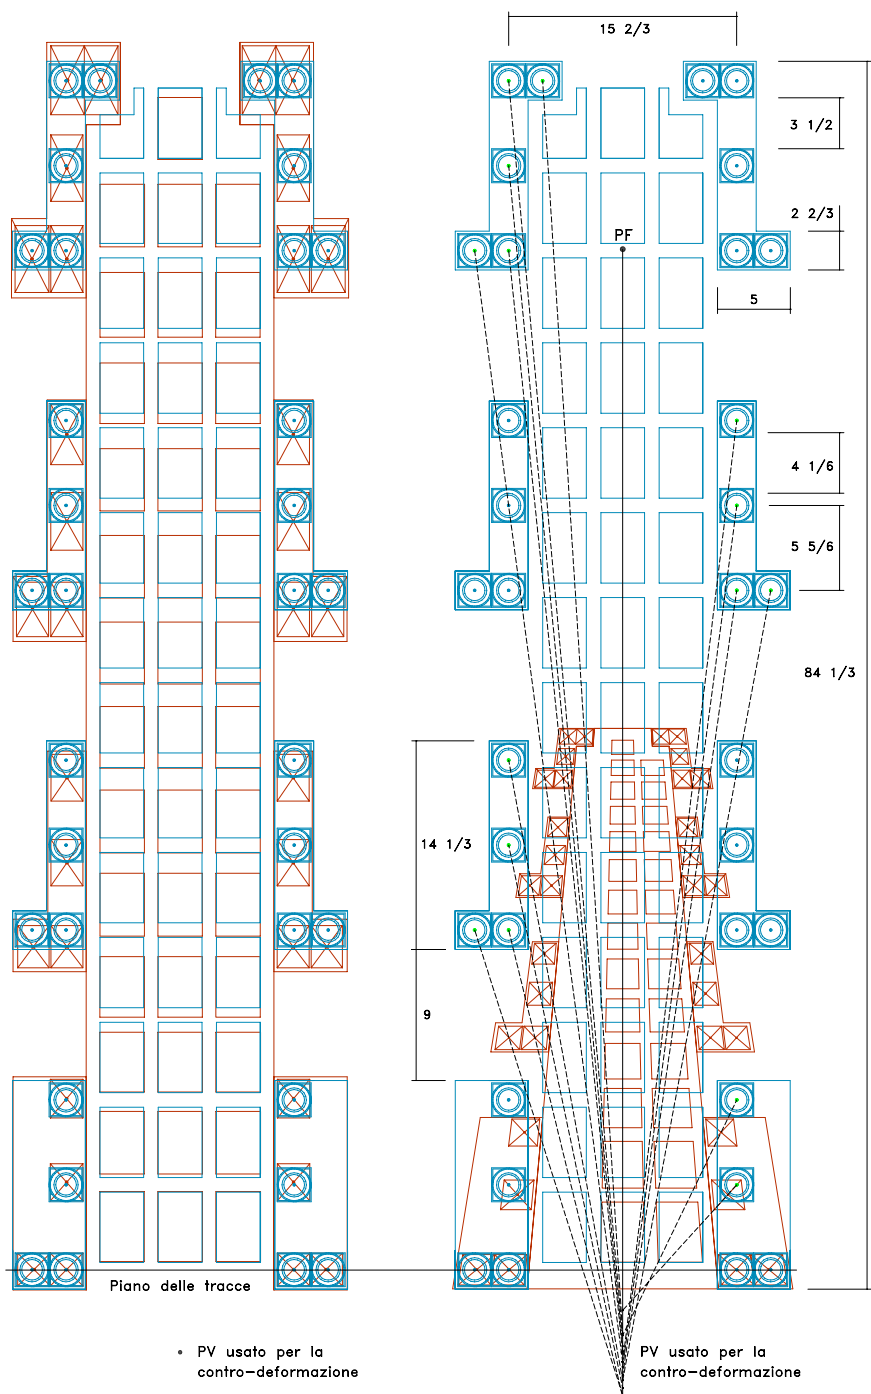 15 2/3
3 1/2
2 2/3
PF
5
4 1/6
5 5/6
84 1/3
14 1/3
9
Piano delle tracce
PV usato per la
contro-deformazione
PV usato per la
contro-deformazione